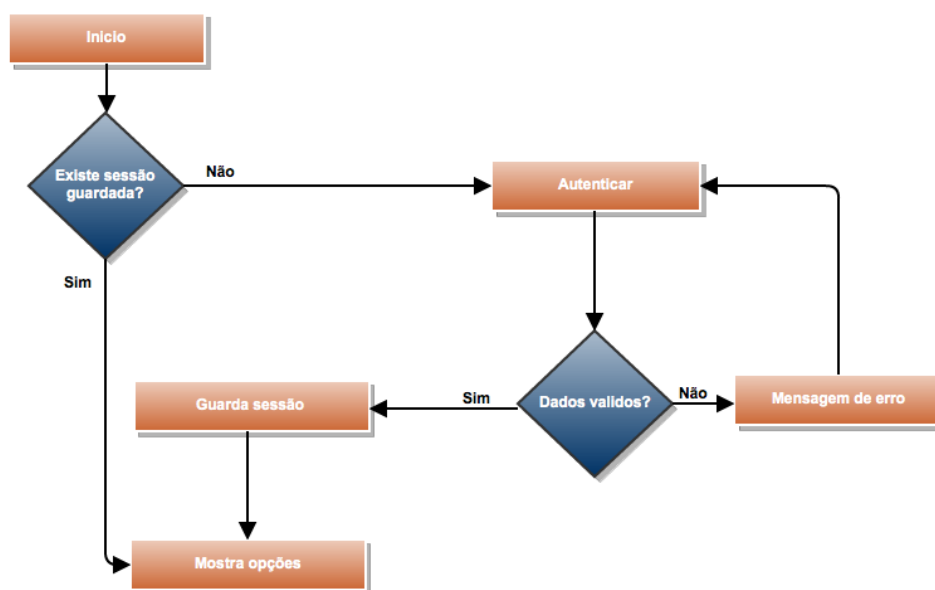 Inicio
Existe sessão
guardada?
Não
Autenticar
Sim
Guarda sessão
Sim
Dados validos?
Não
Mensagem de erro
Mostra opções